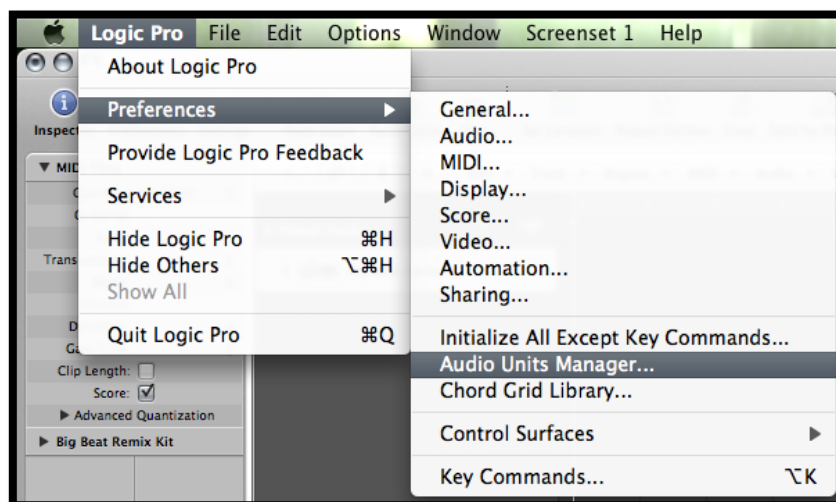 Logic Pro File Edit Options Window Screenset 1 Help
About Logic Pro
Preferences
Provide Logic Pro Feedback
Services
Hide Logic Pro ⌘H
Hide Others ⌥⌘H
Show All
Quit Logic Pro ⌘Q
General...
Audio...
MIDI...
Display...
Score...
Video...
Automation...
Sharing...
Initialize All Except Key Commands...
Audio Units Manager...
Chord Grid Library...
Control Surfaces
Key Commands... ⌥K
Inspect
Trans
Clip Length:
Score:
Advanced Quantization
Big Beat Remix Kit